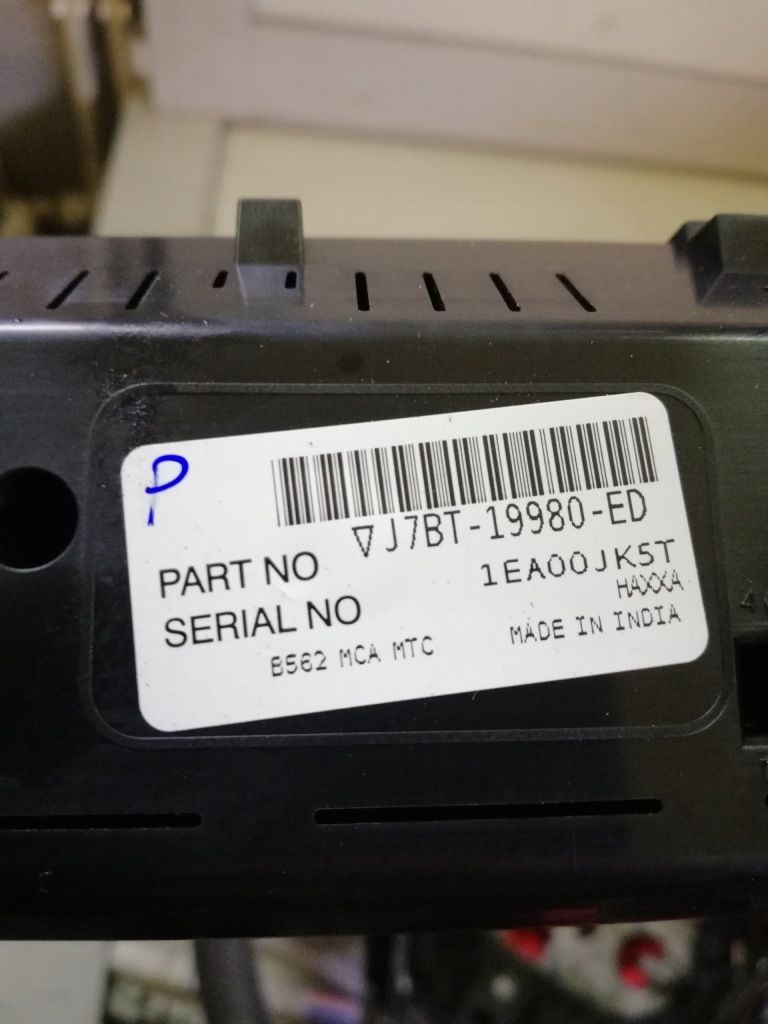 P
▽J7BT-19980-ED
PART NO
1EA00JK5T
HAXXA
SERIAL NO
B562 MCA MTC
MADE IN INDIA